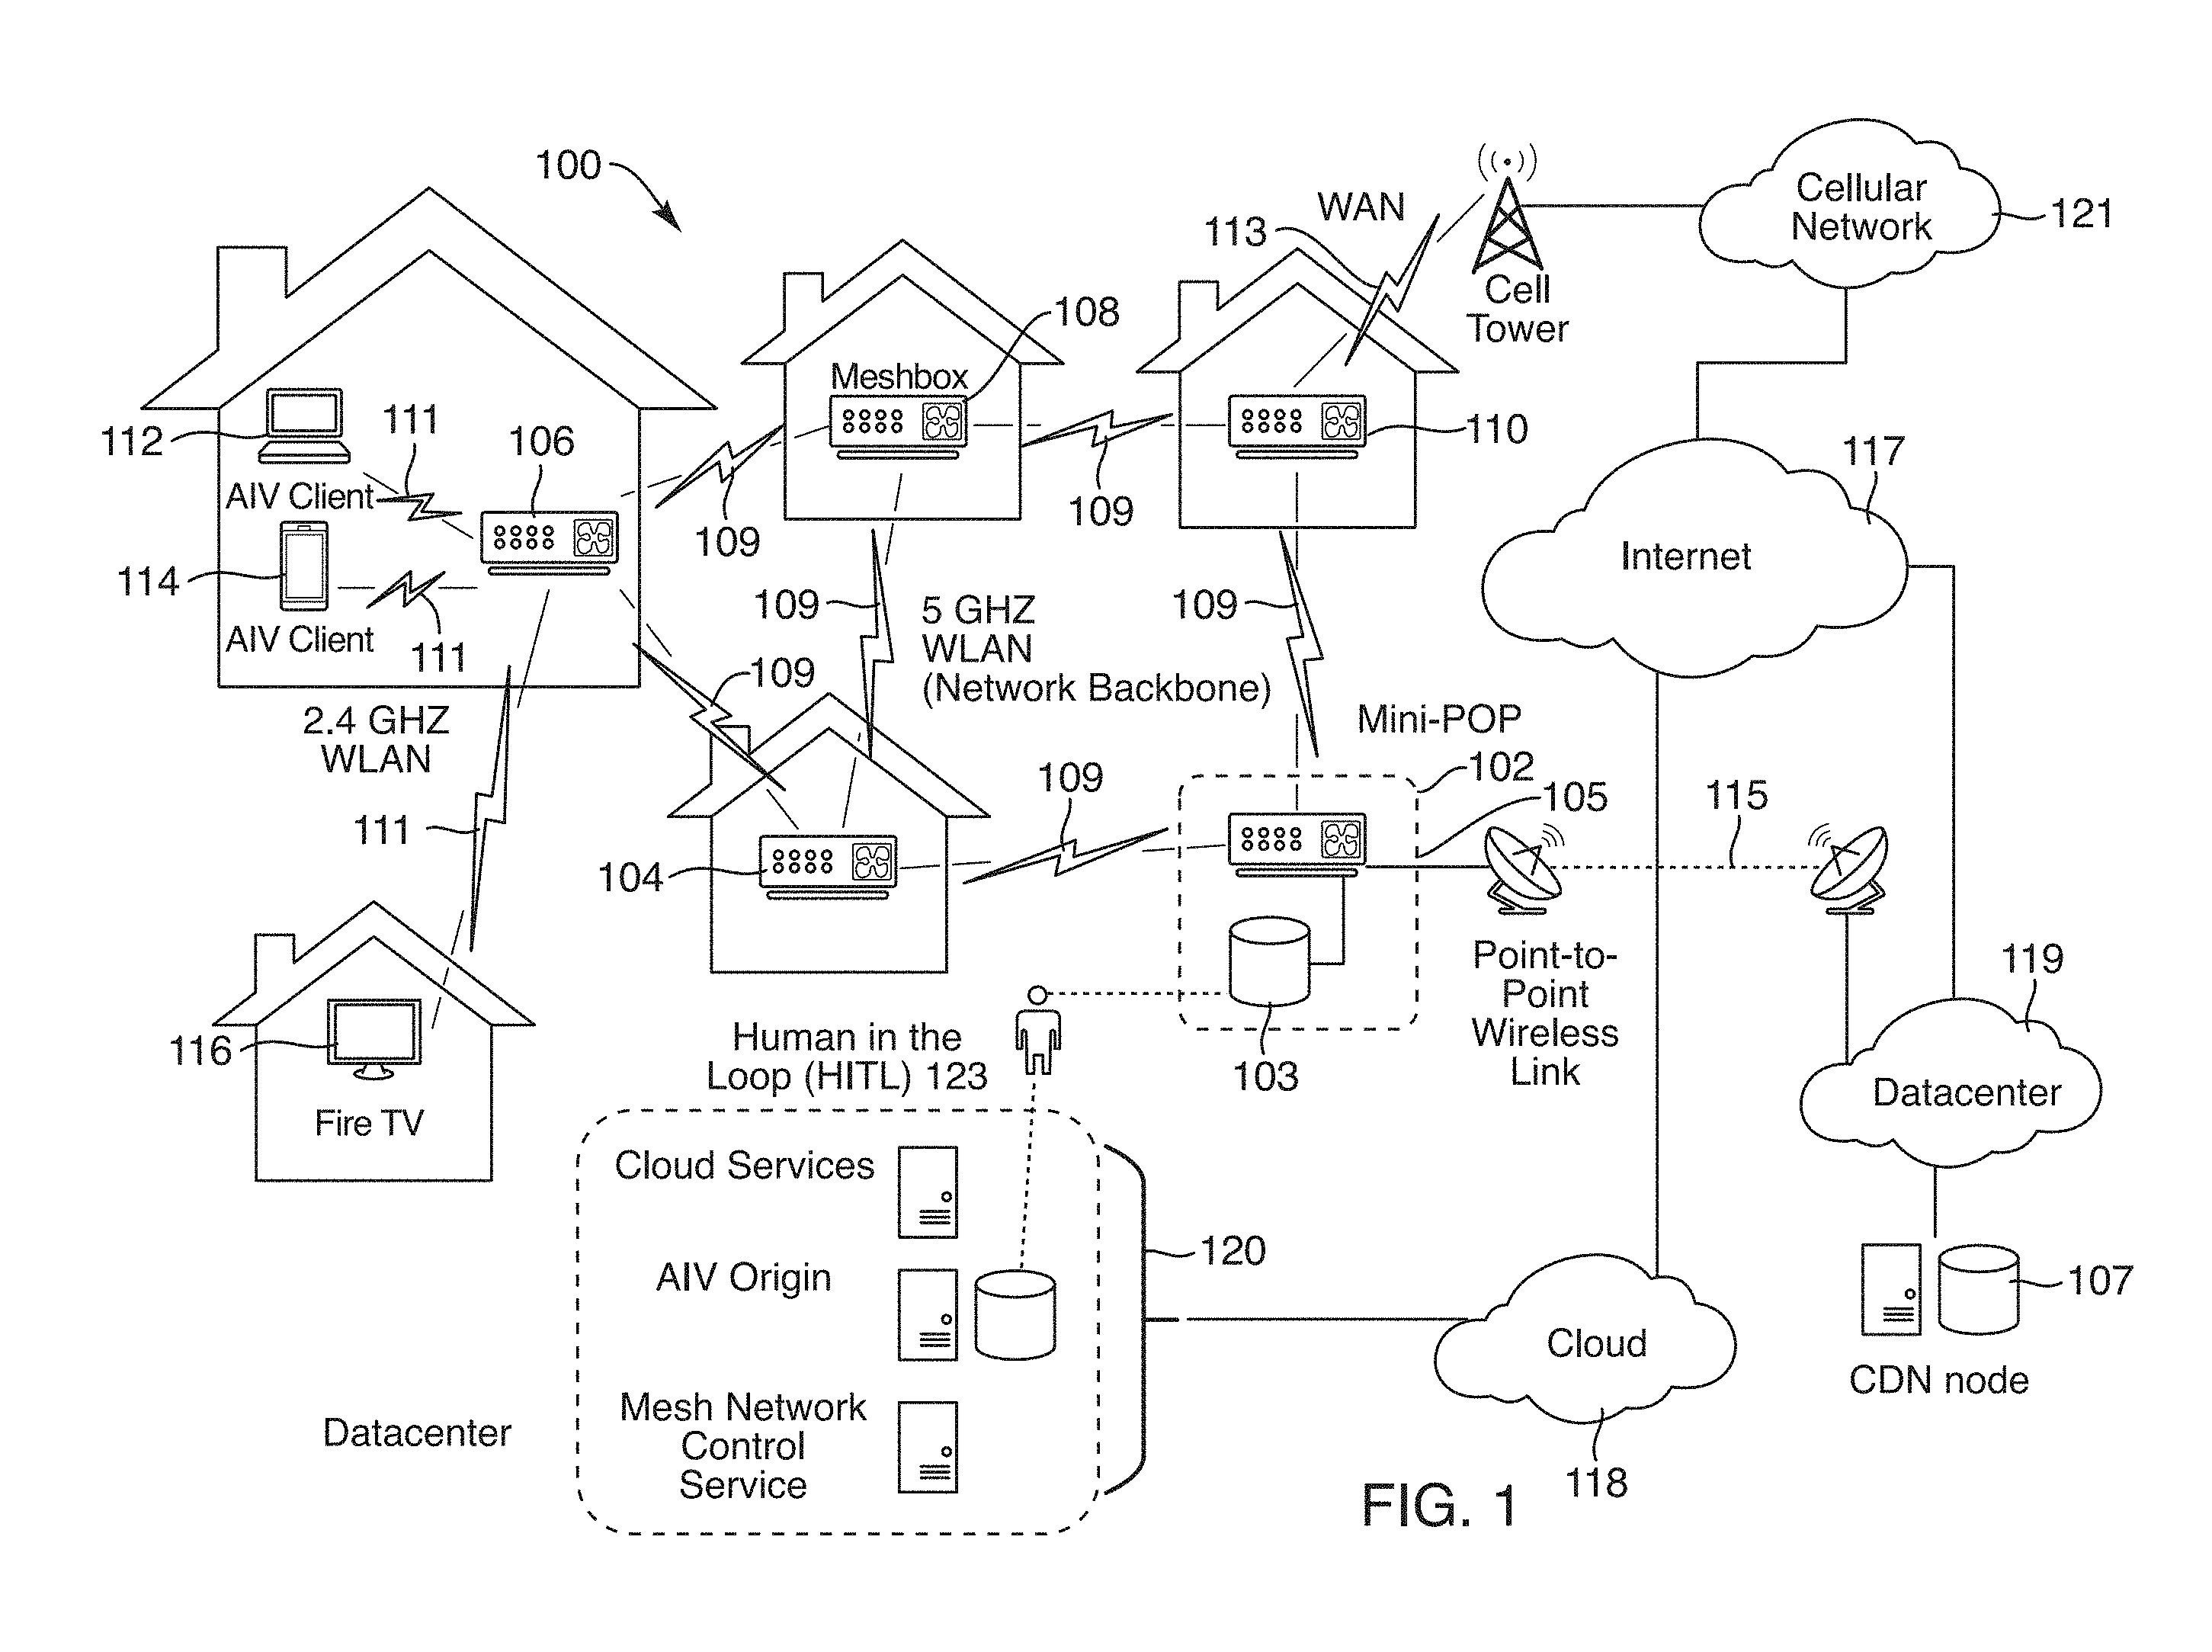 100
WAN
113
Cellular
Network
121
Cell
Tower
108
Meshbox
112
111
106
110
AIV Client
109
109
117
Internet
114
AIV Client
111
109
5 GHZ
WLAN
(Network Backbone)
109
109
2.4 GHZ
WLAN
Mini-POP
102
105
115
109
111
104
116
Fire TV
Human in the
Loop (HITL) 123
103
Point-to-
Point
Wireless
Link
119
Datacenter
Cloud Services
AIV Origin
Mesh Network
Control
Service
120
Datacenter
Cloud
118
107
CDN node
FIG. 1